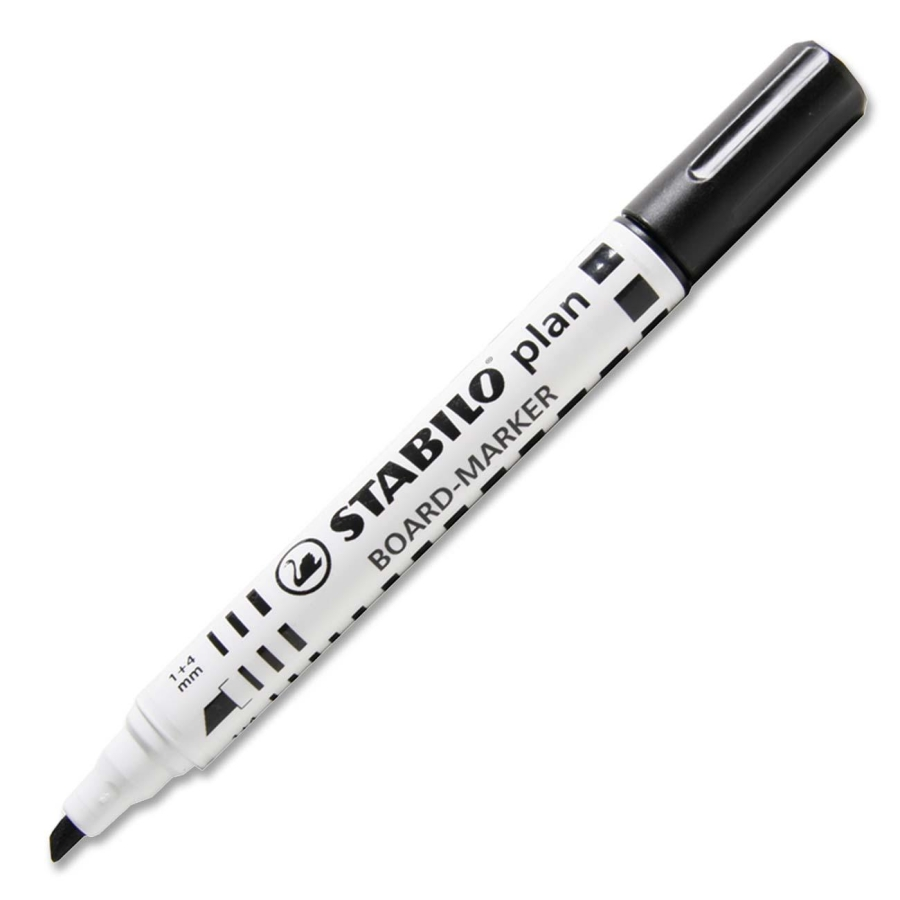 STABILO® plan
BOARD-MARKER
1+4
mm